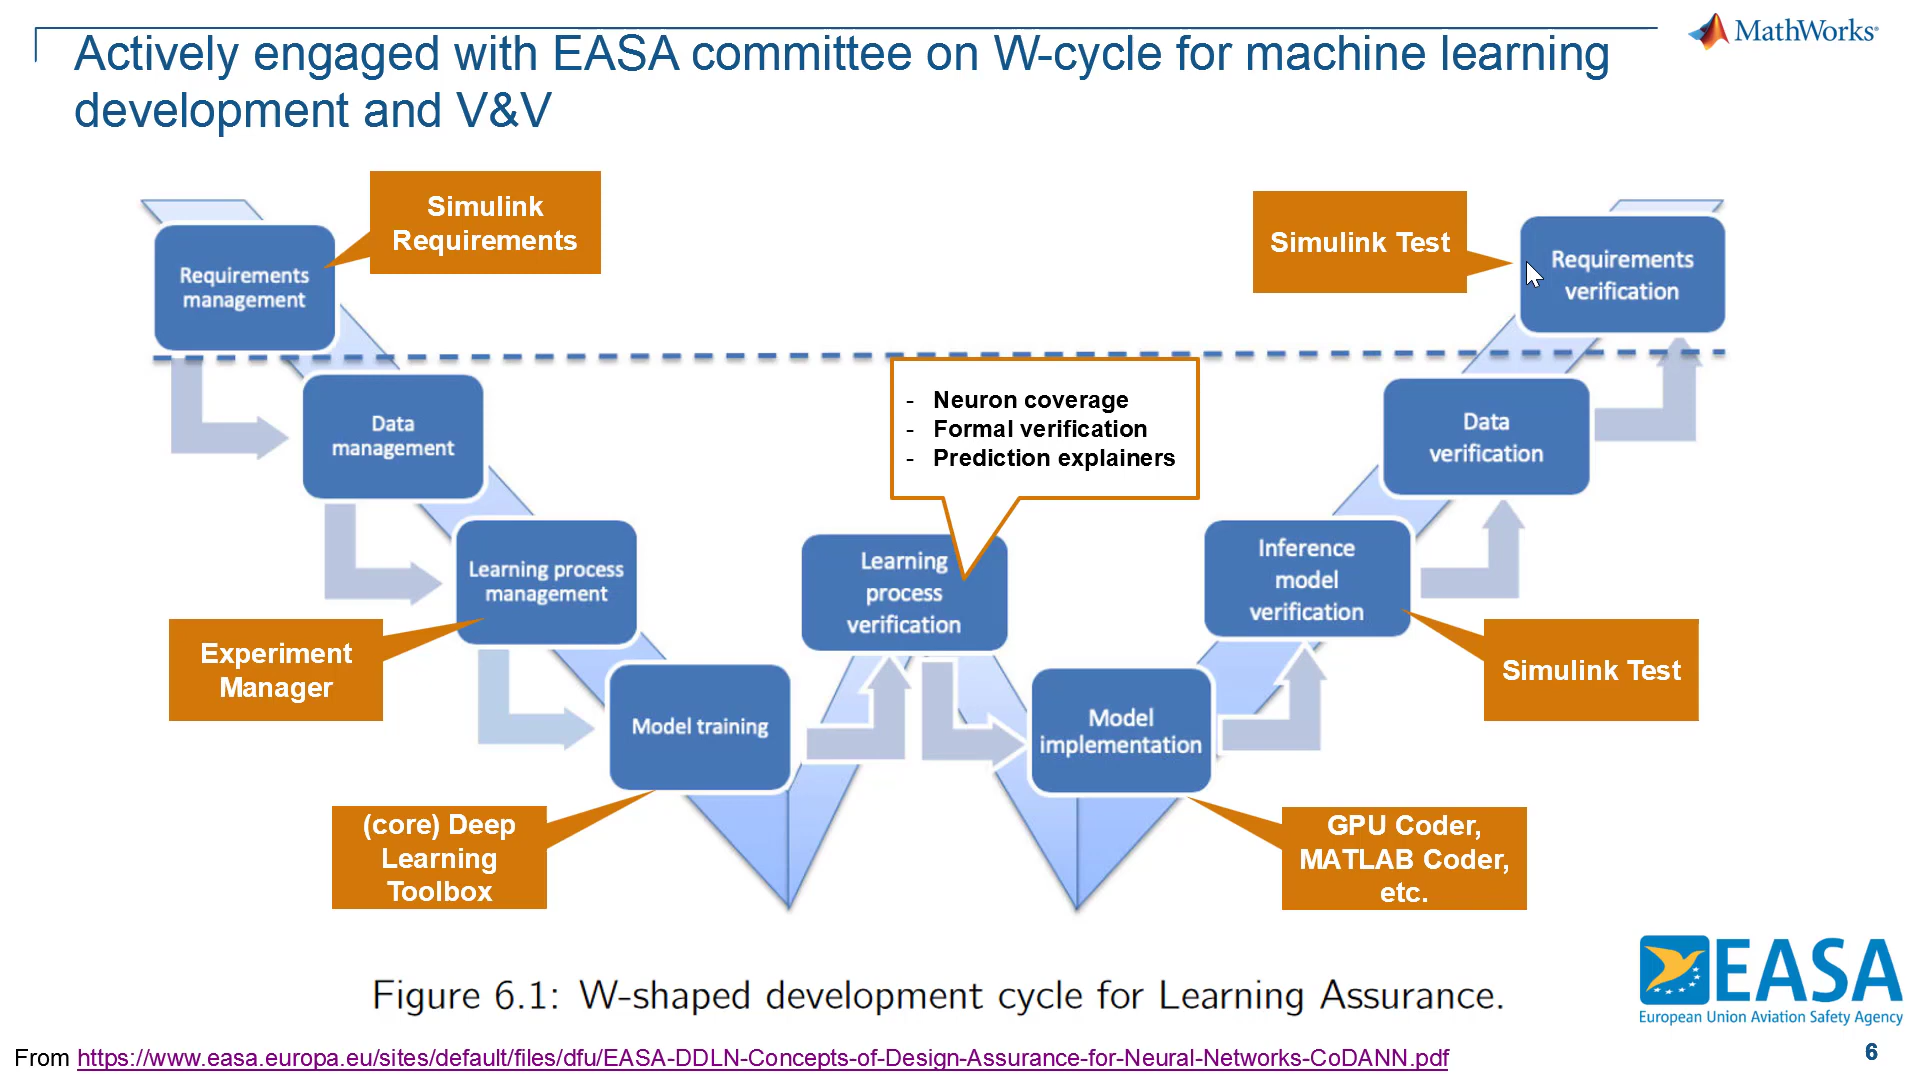 Actively engaged with EASA committee on W-cycle for machine learning
development and V&V
MathWorks®
Simulink
Requirements
Simulink Test
Requirements
management
Requirements
verification
- Neuron coverage
- Formal verification
- Prediction explainers
Data
management
Data
verification
Learning process
management
Learning
process
verification
Inference
model
verification
Experiment
Manager
Simulink Test
Model training
Model
implementation
(core) Deep
Learning
Toolbox
GPU Coder,
MATLAB Coder,
etc.
Figure 6.1: W-shaped development cycle for Learning Assurance.
EASA
European Union Aviation Safety Agency
From https://www.easa.europa.eu/sites/default/files/dfu/EASA-DDLN-Concepts-of-Design-Assurance-for-Neural-Networks-CoDANN.pdf
6